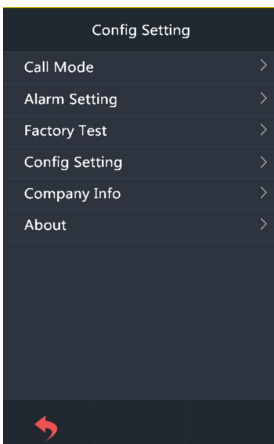 Config Setting
Call Mode
Alarm Setting
Factory Test
Config Setting
Company Info
About